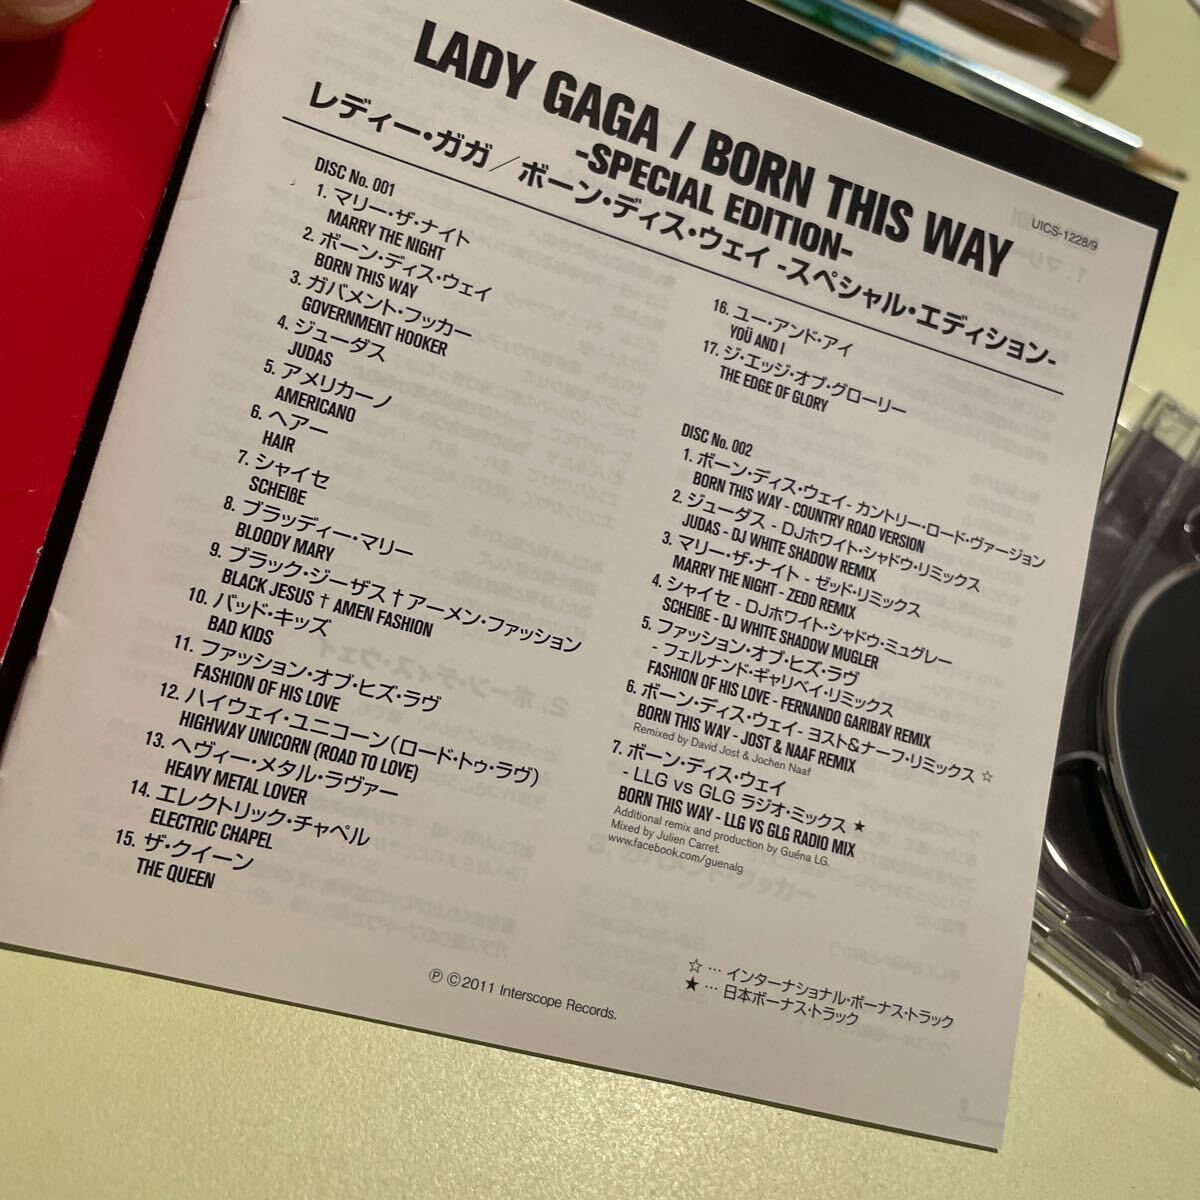 LADY GAGA / BORN THIS WAY
-SPECIAL EDITION-
UICS-1228/9
レディー・ガガ／ボーン・ディス・ウェイ -スペシャル・エディション-
DISC No. 001
1. マリー・ザ・ナイト
MARRY THE NIGHT
2. ボーン・ディス・ウェイ
BORN THIS WAY
3. ガバメント・フッカー
GOVERNMENT HOOKER
4. ジューダス
JUDAS
5. アメリカーノ
AMERICANO
6. ヘアー
HAIR
7. シャイセ
SCHEIßE
8. ブラッディー・マリー
BLOODY MARY
9. ブラック・ジーザス†アーメン・ファッション
BLACK JESUS † AMEN FASHION
10. バッド・キッズ
BAD KIDS
11. ファッション・オブ・ヒズ・ラヴ
FASHION OF HIS LOVE
12. ハイウェイ・ユニコーン（ロード・トゥ・ラヴ）
HIGHWAY UNICORN (ROAD TO LOVE)
13. ヘヴィー・メタル・ラヴァー
HEAVY METAL LOVER
14. エレクトリック・チャペル
ELECTRIC CHAPEL
15. ザ・クイーン
THE QUEEN
16. ユー・アンド・アイ
YOÜ AND I
17. ジ・エッジ・オブ・グローリー
THE EDGE OF GLORY
DISC No. 002
1. ボーン・ディス・ウェイ - カントリー・ロード・ヴァージョン
BORN THIS WAY - COUNTRY ROAD VERSION
2. ジューダス - DJホワイト・シャドウ・リミックス
JUDAS - DJ WHITE SHADOW REMIX
3. マリー・ザ・ナイト - ゼッド・リミックス
MARRY THE NIGHT - ZEDD REMIX
4. シャイセ - DJホワイト・シャドウ・ミュグレー
SCHEIßE - DJ WHITE SHADOW MUGLER
5. ファッション・オブ・ヒズ・ラヴ
- フェルナンド・ギャリベイ・リミックス
FASHION OF HIS LOVE - FERNANDO GARIBAY REMIX
6. ボーン・ディス・ウェイ - ヨスト&ナーフ・リミックス ☆
BORN THIS WAY - JOST & NAAF REMIX
Remixed by David Jost & Jochen Naaf
7. ボーン・ディス・ウェイ
- LLG vs GLG ラジオ・ミックス ★
BORN THIS WAY - LLG VS GLG RADIO MIX
Additional remix and production by Guéna LG.
Mixed by Julien Carret.
www.facebook.com/guenalg
☆ … インターナショナル・ボーナス・トラック
★ … 日本ボーナス・トラック
℗ ©2011 Interscope Records.